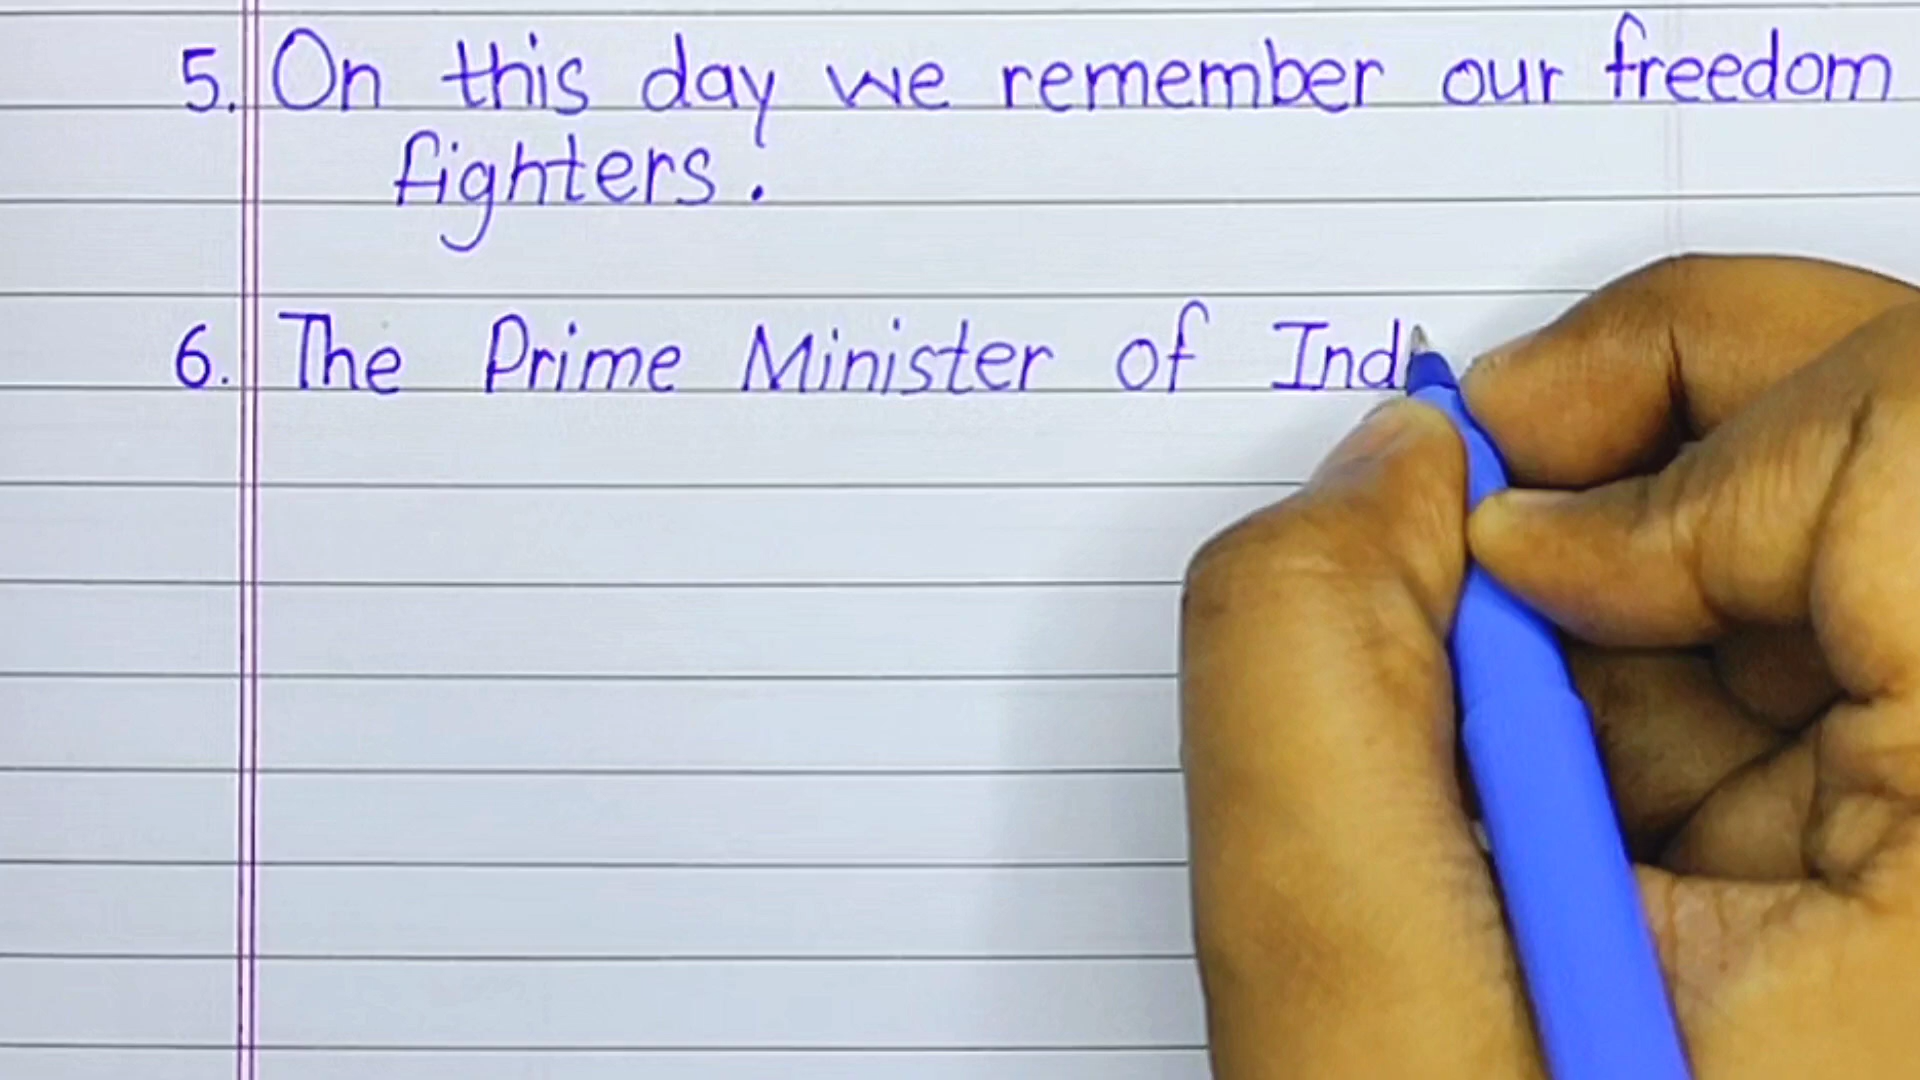 5. On this day we remember our freedom
fighters.
6. The Prime Minister of Ind